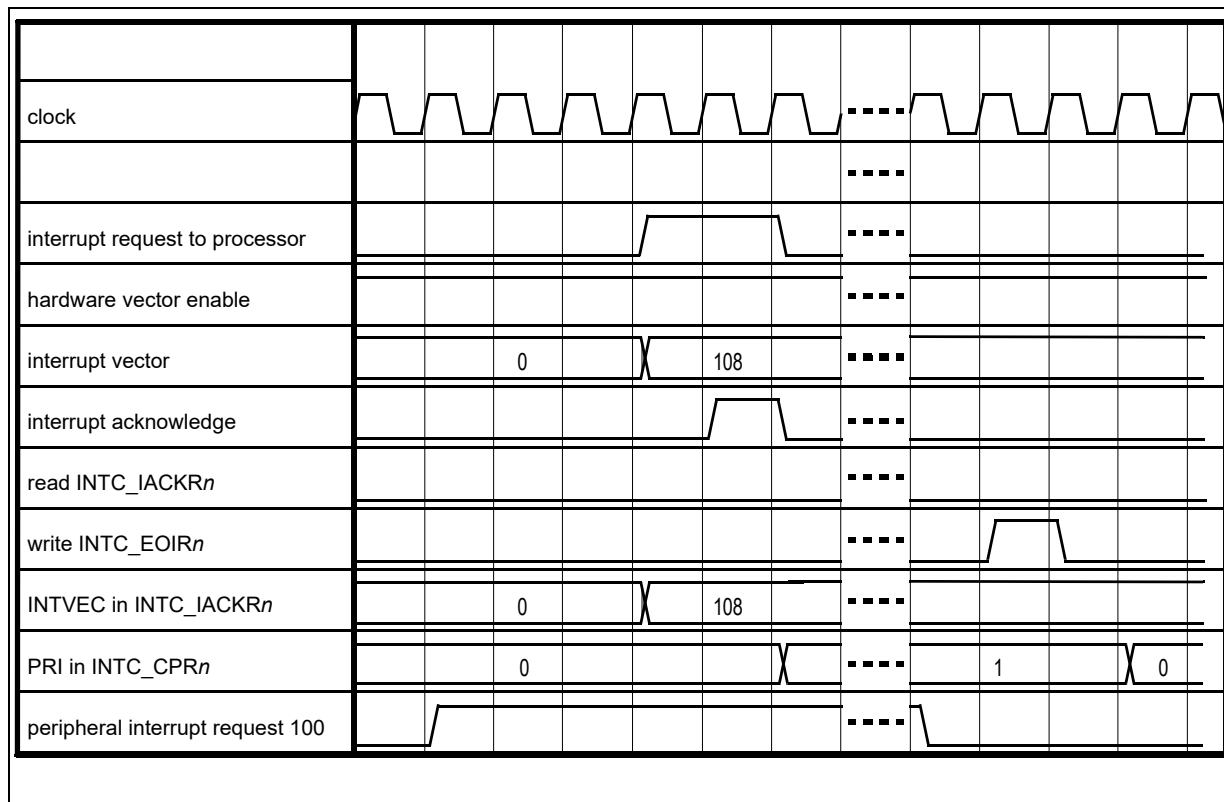 clock
interrupt request to processor
hardware vector enable
interrupt vector 0 108
interrupt acknowledge
read INTC_IACKRn
write INTC_EOIRn
INTVEC in INTC_IACKRn 0 108
PRI in INTC_CPRn 0 1 0
peripheral interrupt request 100